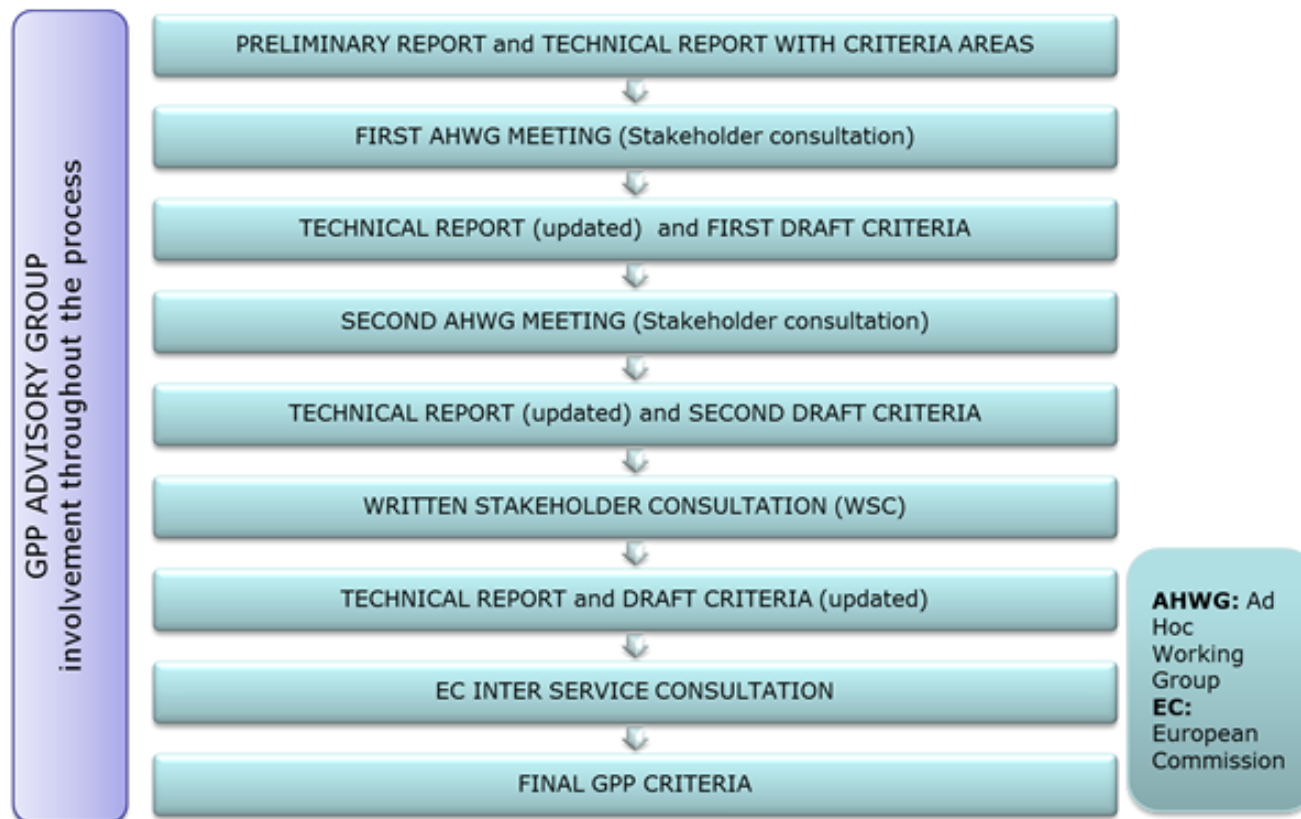 GPP ADVISORY GROUP
involvement throughout the process
PRELIMINARY REPORT and TECHNICAL REPORT WITH CRITERIA AREAS
FIRST AHWG MEETING (Stakeholder consultation)
TECHNICAL REPORT (updated) and FIRST DRAFT CRITERIA
SECOND AHWG MEETING (Stakeholder consultation)
TECHNICAL REPORT (updated) and SECOND DRAFT CRITERIA
WRITTEN STAKEHOLDER CONSULTATION (WSC)
TECHNICAL REPORT and DRAFT CRITERIA (updated)
EC INTER SERVICE CONSULTATION
FINAL GPP CRITERIA
AHWG: Ad
Hoc
Working
Group
EC:
European
Commission